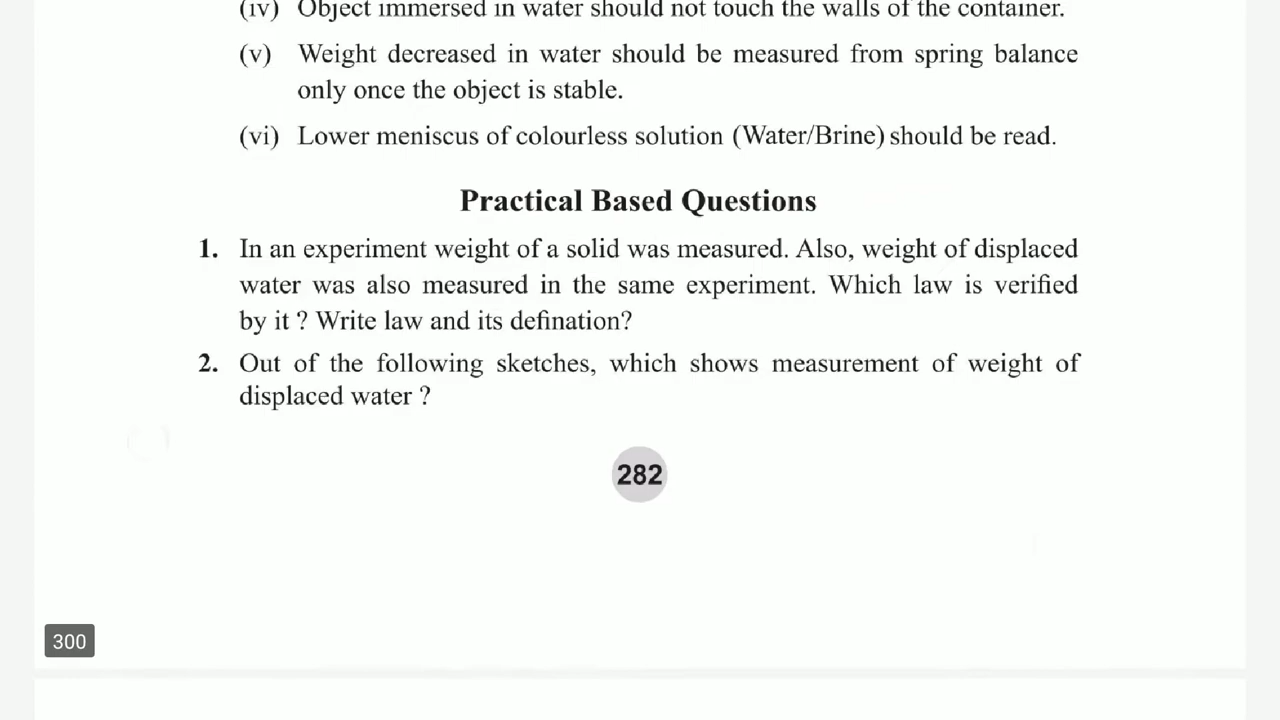 (iv) Object immersed in water should not touch the walls of the container.
(v) Weight decreased in water should be measured from spring balance
only once the object is stable.
(vi) Lower meniscus of colourless solution (Water/Brine) should be read.
Practical Based Questions
1. In an experiment weight of a solid was measured. Also, weight of displaced
water was also measured in the same experiment. Which law is verified
by it ? Write law and its defination?
2. Out of the following sketches, which shows measurement of weight of
displaced water ?
282
300